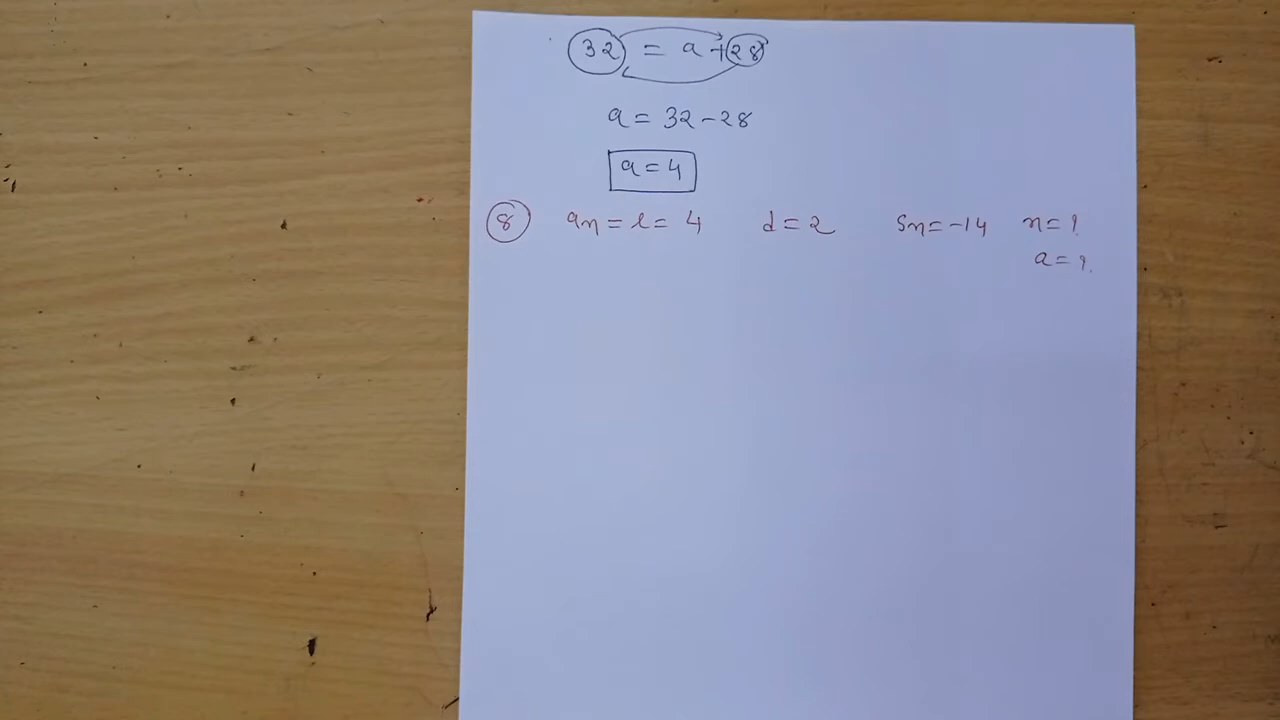 32 = a + 28
a = 32 - 28
a = 4
8 an = l = 4 d = 2 Sn = -14 n = ?
a = ?